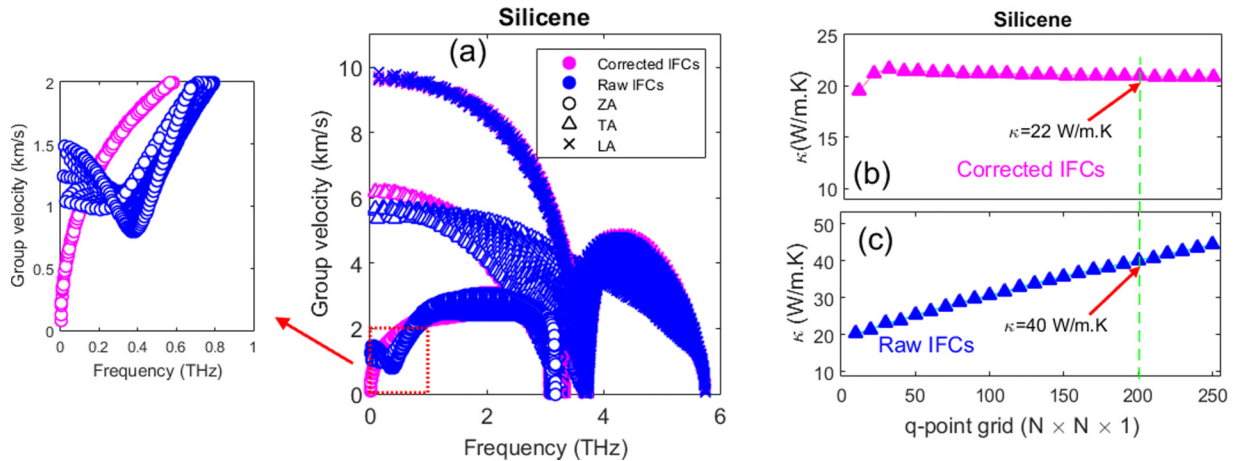 Silicene
(a)
Corrected IFCs
Raw IFCs
ZA
TA
LA
Group velocity (km/s)
10
8
6
4
2
0
0 2 4 6
Frequency (THz)
Group velocity (km/s)
2
1.5
1
0.5
0
0 0.2 0.4 0.6 0.8 1
Frequency (THz)
Silicene
κ(W/m.K)
25
20
15
10
κ=22 W/m.K
(b)
Corrected IFCs
κ (W/m.K)
40
30
20
10
(c)
κ=40 W/m.K
Raw IFCs
0 50 100 150 200 250
q-point grid (N × N × 1)